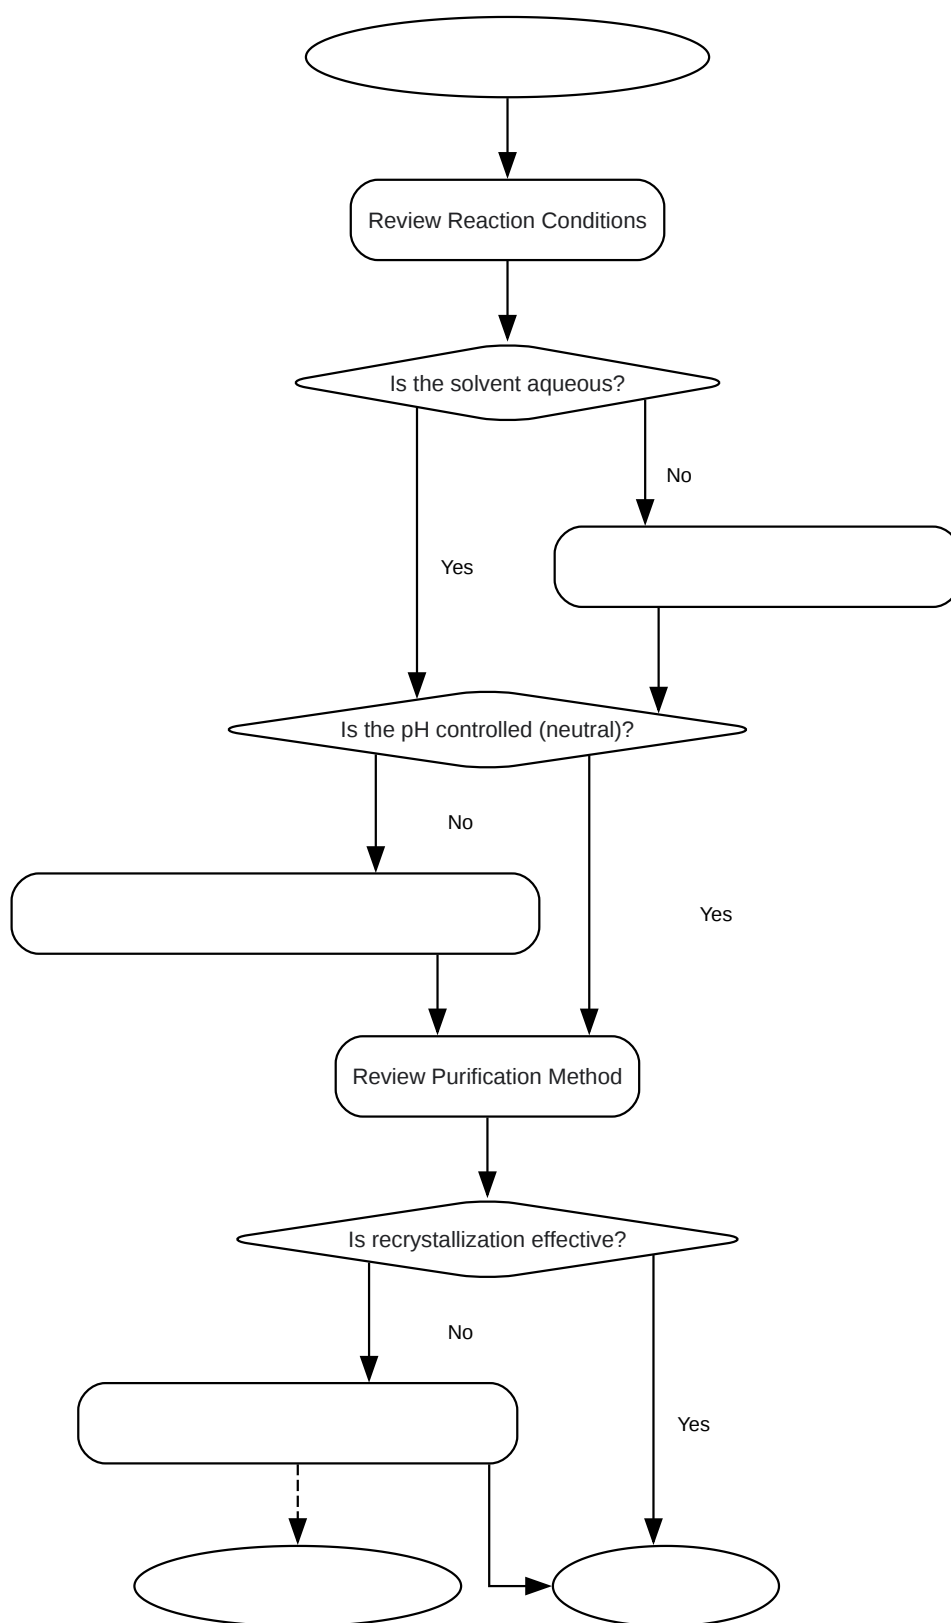 Review Reaction Conditions
Is the solvent aqueous?
No
Yes
Is the pH controlled (neutral)?
No
Yes
Review Purification Method
Is recrystallization effective?
No
Yes